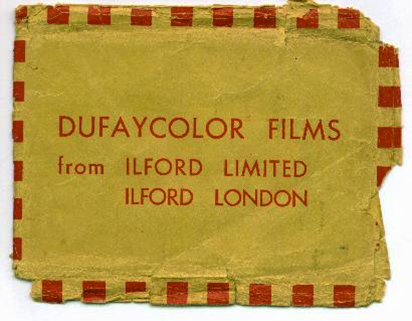 DUFAYCOLOR FILMS
from ILFORD LIMITED
ILFORD LONDON